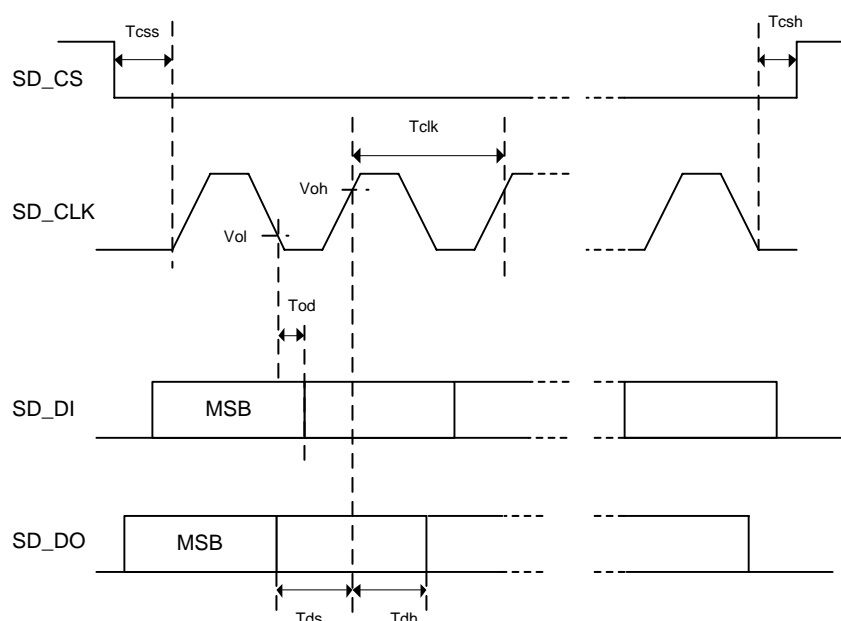 Tcss
Tcsh
SD_CS
Tclk
Voh
SD_CLK
Vol
Tod
SD_DI
MSB
SD_DO
MSB
Tds
Tdh